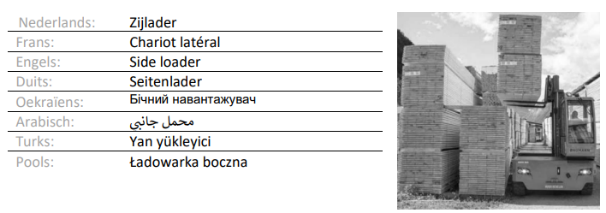 Nederlands: Zijlader
Frans: Chariot latéral
Engels: Side loader
Duits: Seitenlader
Oekraïens: Бічний навантажувач
Arabisch: محمل جانبي
Turks: Yan yükleyici
Pools: Ładowarka boczna